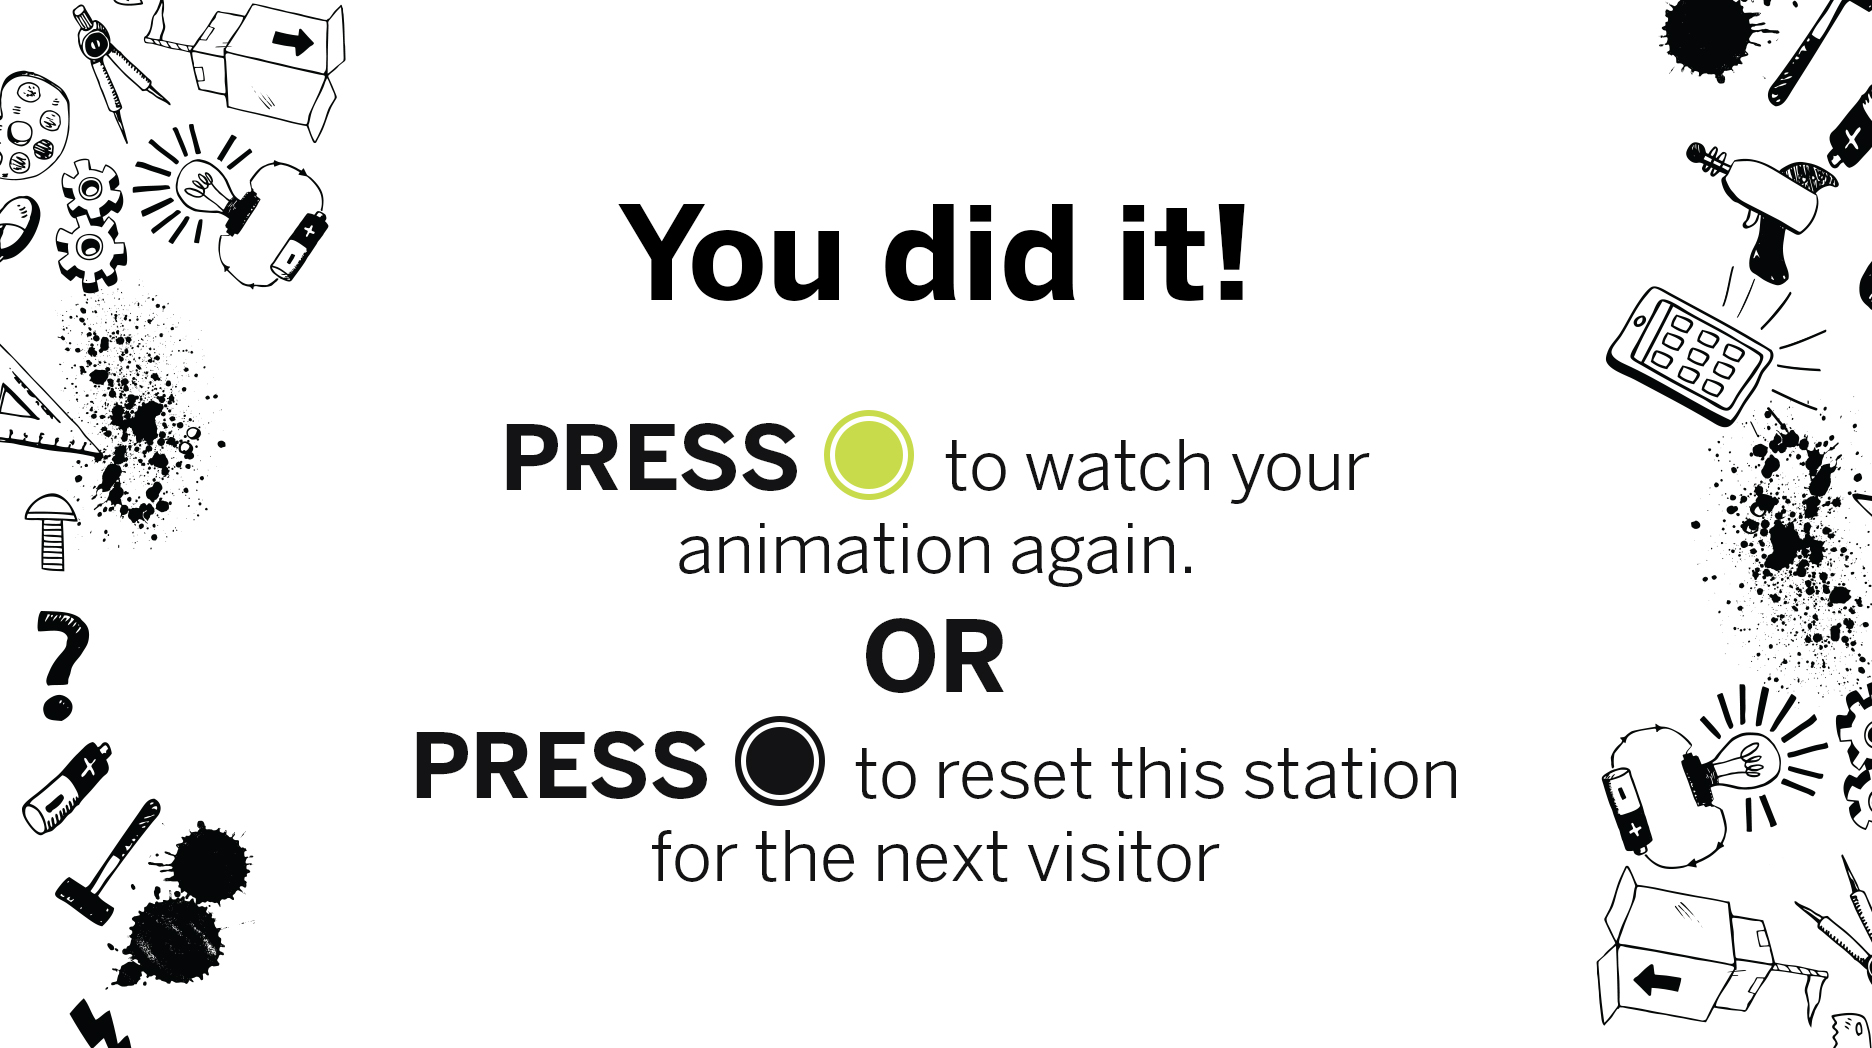 You did it!
PRESS to watch your
animation again.
OR
PRESS to reset this station
for the next visitor